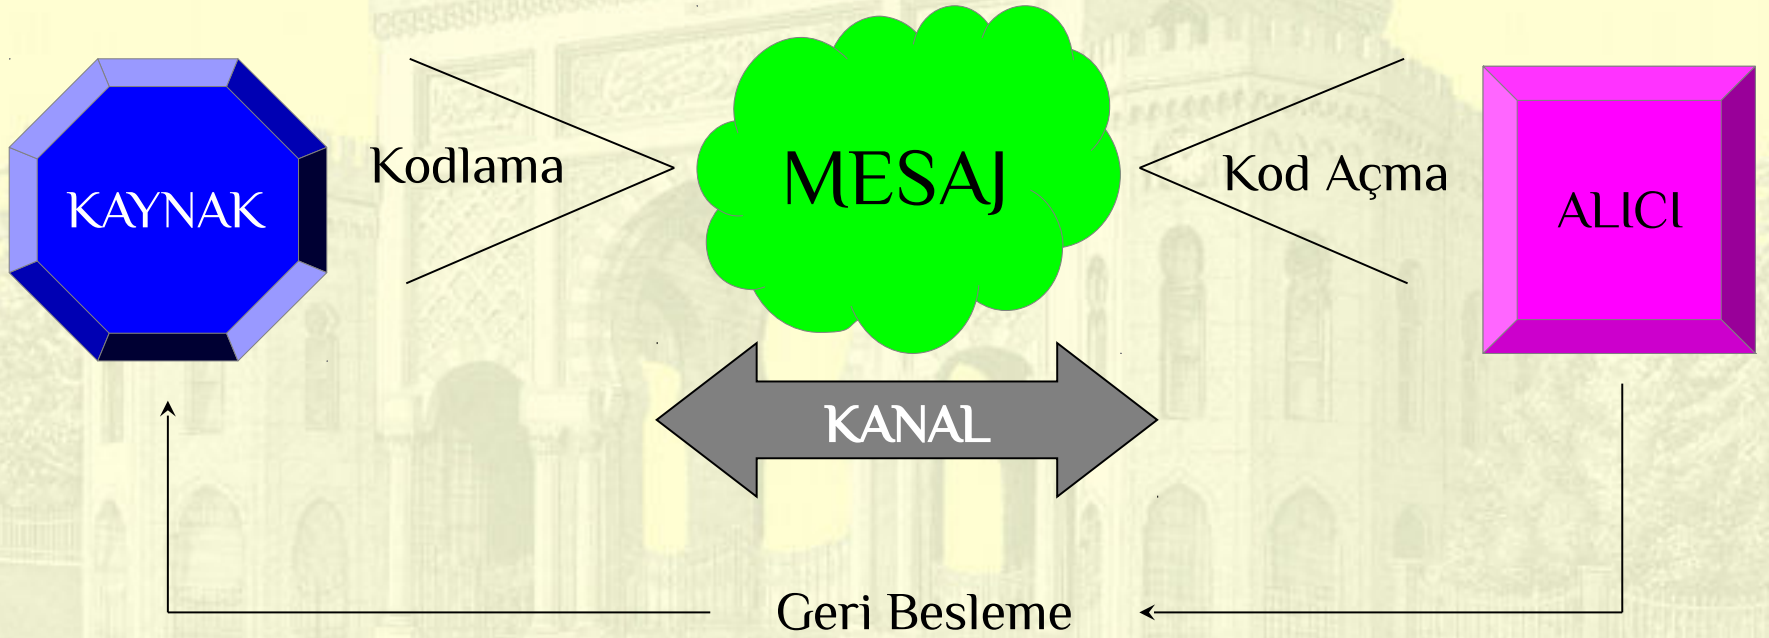 KAYNAK
Kodlama
MESAJ
Kod Açma
ALICI
KANAL
Geri Besleme